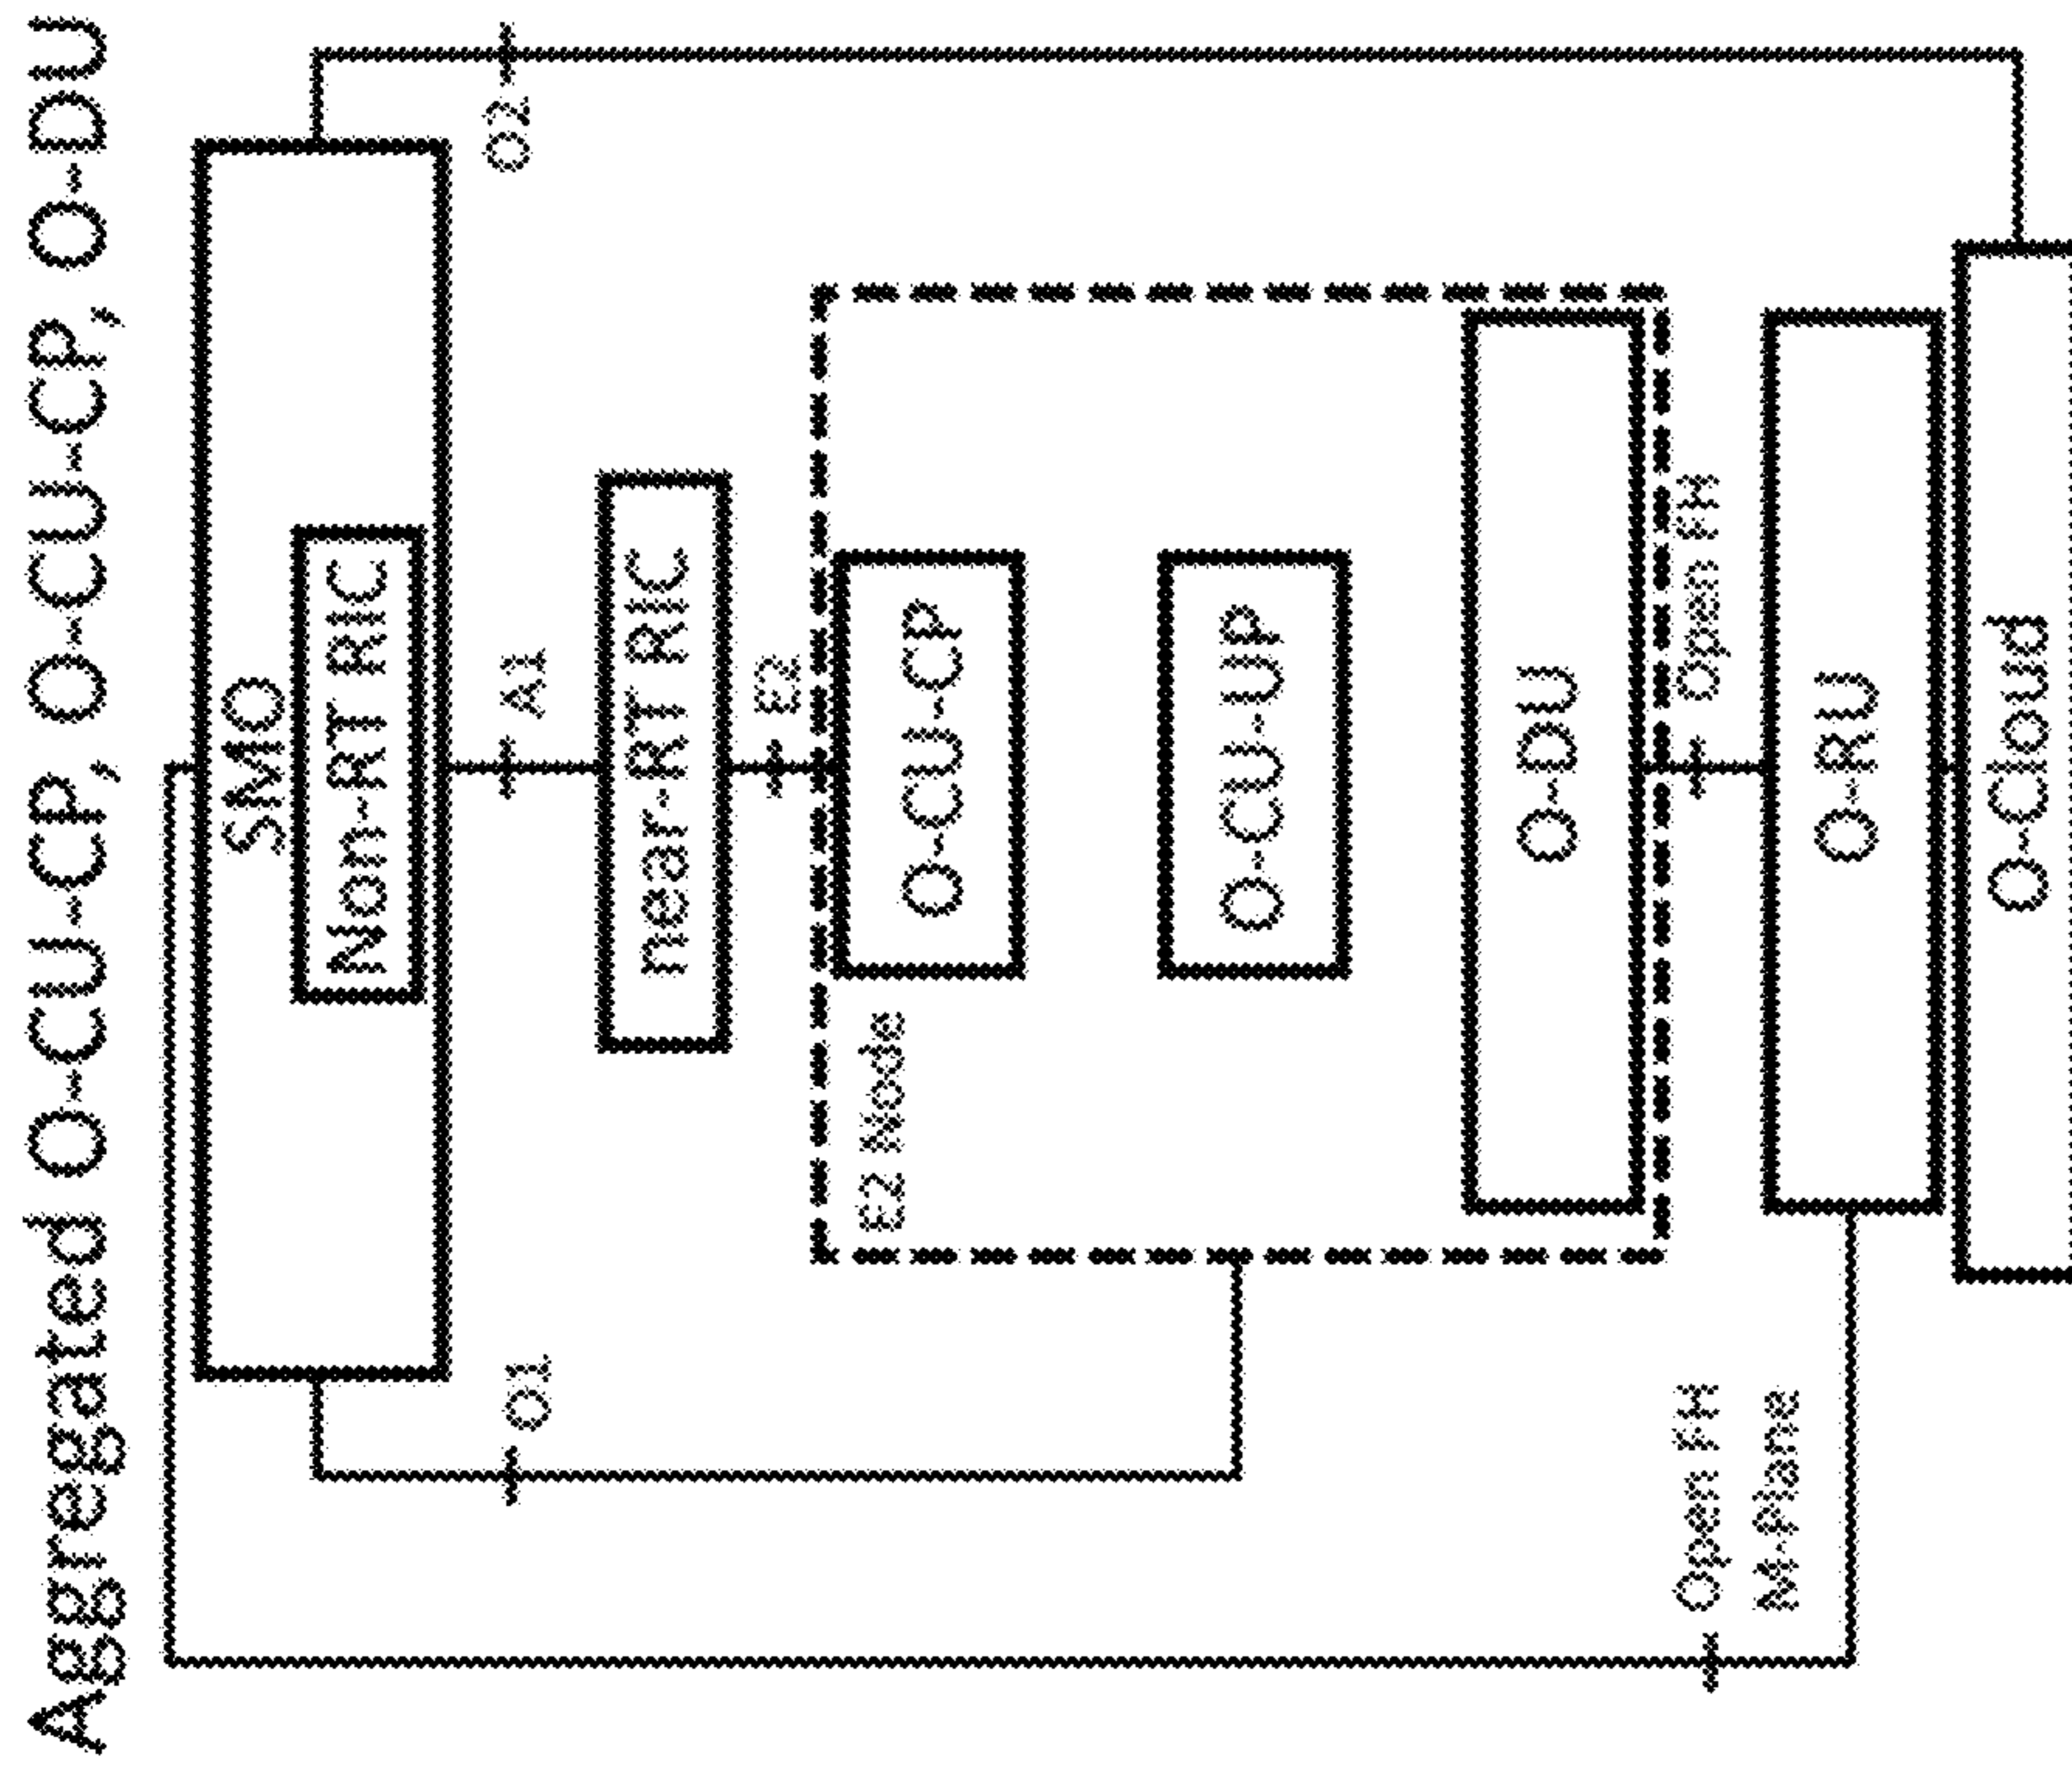 Aggregated O-CU-CP, O-CU-CP, O-DU
SMO
Non-RT RIC
O1
A1
O2
near-RT RIC
E2
E2 Node
O-CU-CP
O-CU-UP
O-DU
Open FH
M-Plane
Open FH
O-RU
O-Cloud